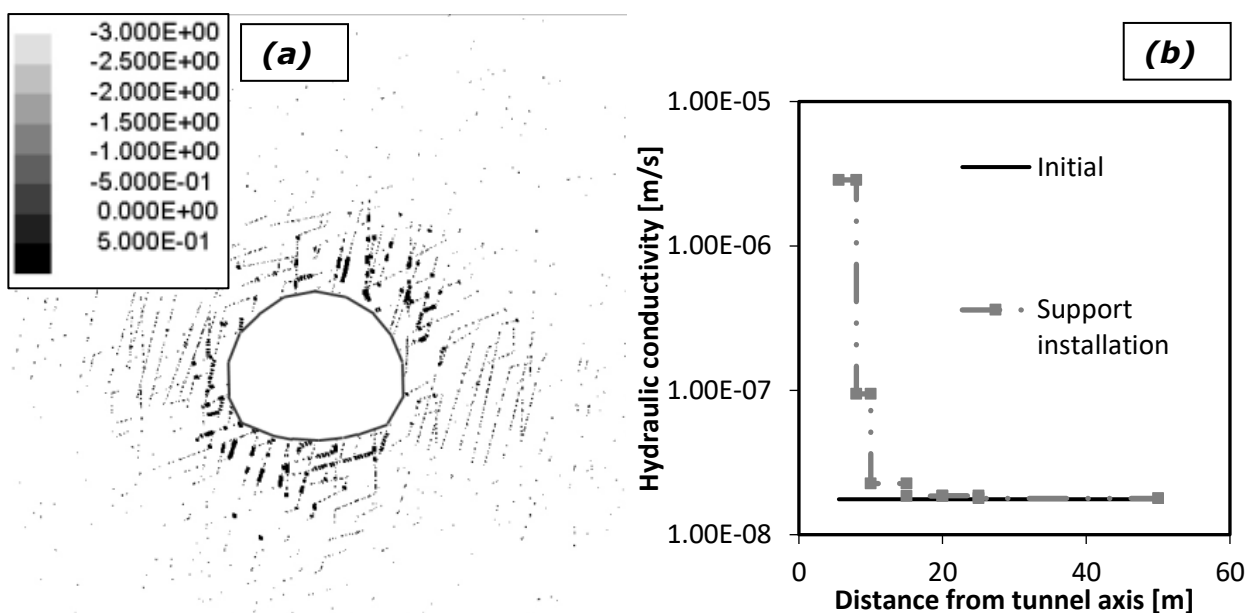 -3.000E+00
-2.500E+00
-2.000E+00
-1.500E+00
-1.000E+00
-5.000E-01
0.000E+00
5.000E-01
(a)
(b)
Hydraulic conductivity [m/s]
1.00E-05
1.00E-06
1.00E-07
1.00E-08
Initial
Support
installation
0
20
40
60
Distance from tunnel axis [m]